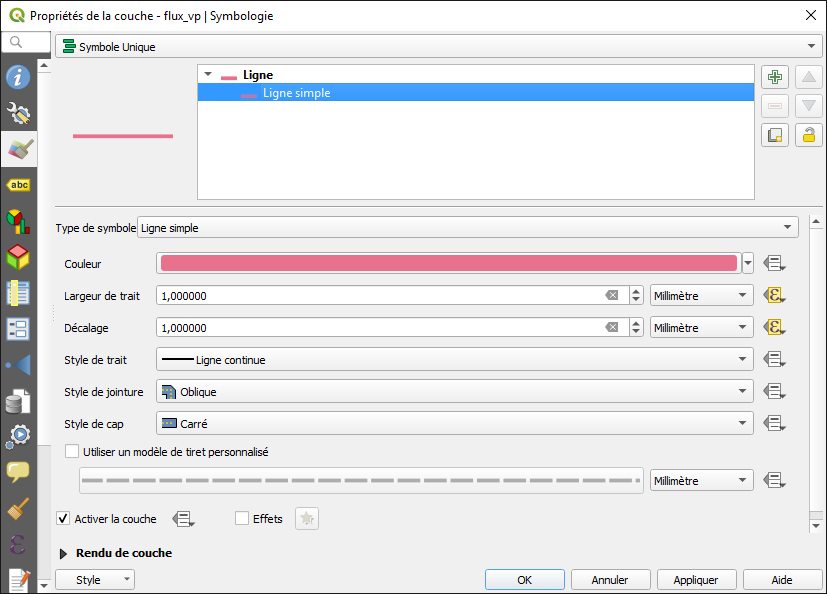 Propriétés de la couche - flux_vp | Symbologie
Symbole Unique
Ligne
Ligne simple
abc
Type de symbole Ligne simple
Couleur
Largeur de trait 1,000000 Millimètre ε
Décalage 1,000000 Millimètre ε
Style de trait Ligne continue
Style de jointure Oblique
Style de cap Carré
Utiliser un modèle de tiret personnalisé
Millimètre
Activer la couche Effets
Rendu de couche
Style OK Annuler Appliquer Aide